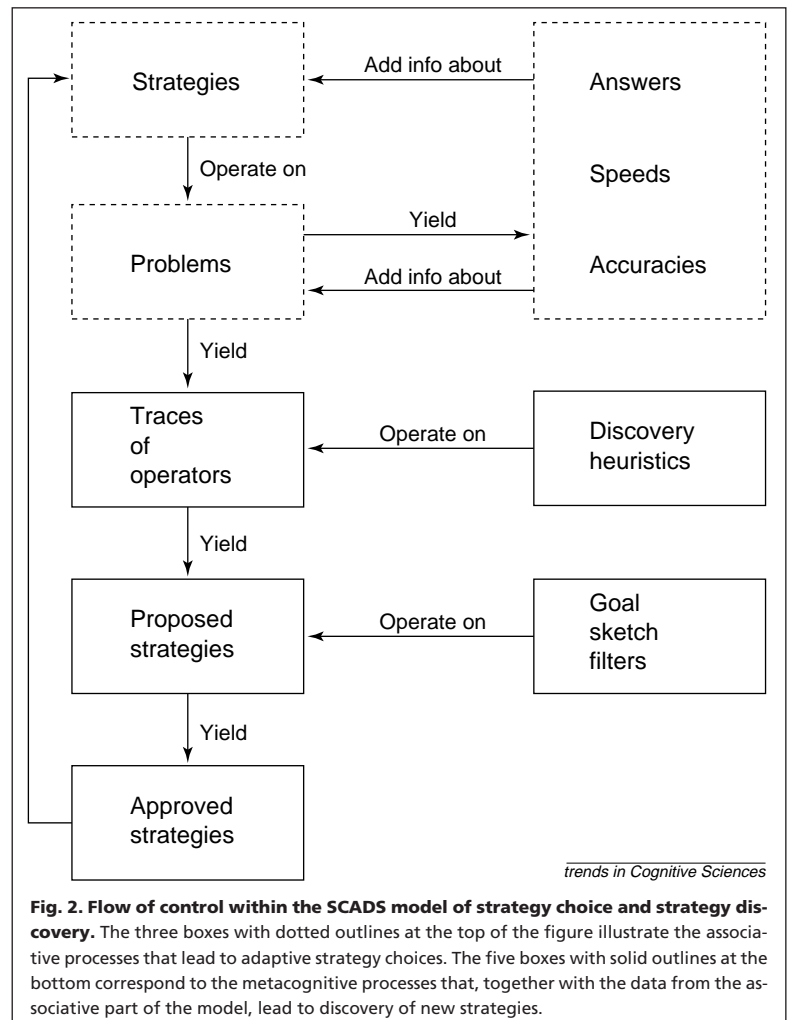 Strategies
Add info about
Answers
Operate on
Speeds
Yield
Problems
Accuracies
Add info about
Yield
Traces
of
operators
Operate on
Discovery
heuristics
Yield
Proposed
strategies
Operate on
Goal
sketch
filters
Yield
Approved
strategies
trends in Cognitive Sciences
Fig. 2. Flow of control within the SCADS model of strategy choice and strategy dis-
covery. The three boxes with dotted outlines at the top of the figure illustrate the associa-
tive processes that lead to adaptive strategy choices. The five boxes with solid outlines at the
bottom correspond to the metacognitive processes that, together with the data from the as-
sociative part of the model, lead to discovery of new strategies.